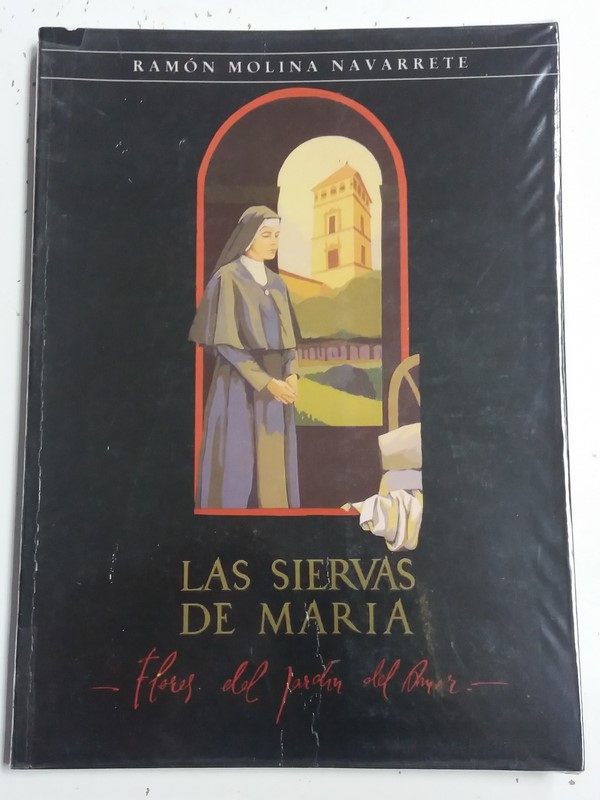 RAMÓN MOLINA NAVARRETE
LAS SIERVAS
DE MARIA
- Flores del jardín del Amor. -